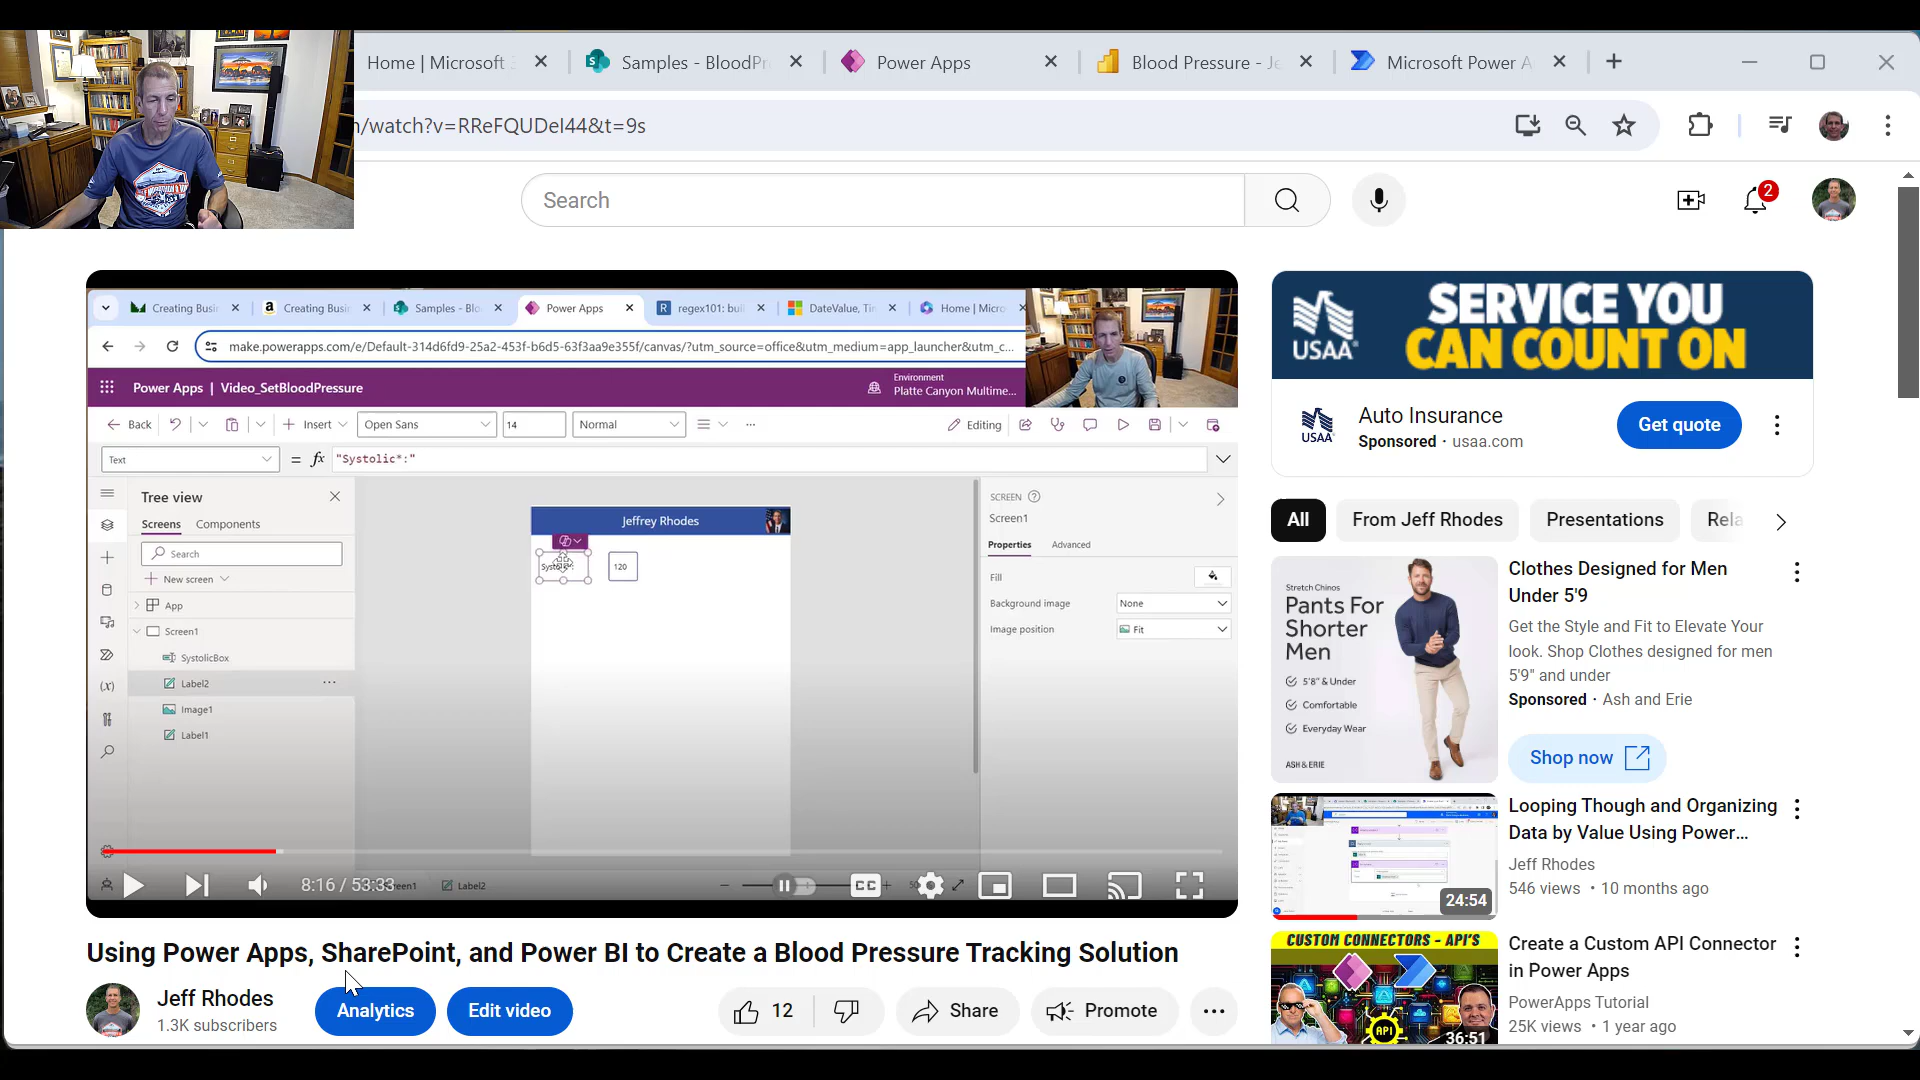 Home | Microsoft
Samples - BloodPr
Power Apps
Blood Pressure - Je
Microsoft Power A
/watch?v=RReFQUDeI44&t=9s
Search
2
Creating Busin
Creating Busin
Samples - Blo
Power Apps
regex101: bui
DateValue, Tin
Home | Micro
make.powerapps.com/e/Default-314d6fd9-25a2-453f-b6d5-63f3aa9e355f/canvas/?utm_source=office&utm_medium=app_launcher&utm_c...
Power Apps | Video_SetBloodPressure
Environment
Platte Canyon Multime...
Back
Insert
Open Sans
14
Normal
Editing
Text
= fx "Systolic*:"
Tree view
Screens
Components
Search
New screen
App
Screen1
SystolicBox
Label2
Image1
Label1
Jeffrey Rhodes
120
SCREEN
Screen1
Properties
Advanced
Fill
Background image
None
Image position
Fit
8:16 / 53:33
Label2
CC
Using Power Apps, SharePoint, and Power BI to Create a Blood Pressure Tracking Solution
Jeff Rhodes
1.3K subscribers
Analytics
Edit video
12
Share
Promote
USAA
SERVICE YOU
CAN COUNT ON
USAA
Auto Insurance
Sponsored · usaa.com
Get quote
All
From Jeff Rhodes
Presentations
Rela
Stretch Chinos
Pants For
Shorter
Men
5'8" & Under
Comfortable
Everyday Wear
ASH & ERIE
Clothes Designed for Men
Under 5'9
Get the Style and Fit to Elevate Your
look. Shop Clothes designed for men
5'9" and under
Sponsored · Ash and Erie
Shop now
24:54
Looping Though and Organizing
Data by Value Using Power...
Jeff Rhodes
546 views • 10 months ago
CUSTOM CONNECTORS - API'S
API
36:51
Create a Custom API Connector
in Power Apps
PowerApps Tutorial
25K views • 1 year ago